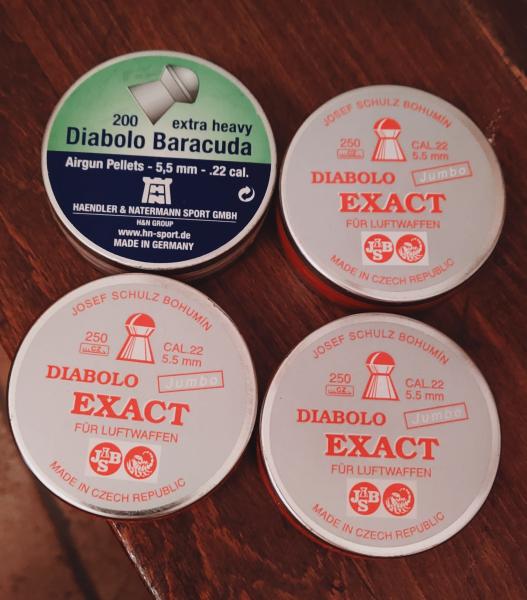 200 extra heavy
Diabolo Baracuda
Airgun Pellets - 5,5 mm - .22 cal.
HAENDLER & NATERMANN SPORT GMBH
H&N GROUP
www.hn-sport.de
MADE IN GERMANY
JOSEF SCHULZ BOHUMÍN
250 CAL.22
CZ 5.5 mm
DIABOLO Jumbo
EXACT
FÜR LUFTWAFFEN
JSB
MADE IN CZECH REPUBLIC
JOSEF SCHULZ BOHUMÍN
250 CAL.22
CZ 5.5 mm
DIABOLO Jumbo
EXACT
FÜR LUFTWAFFEN
JSB
MADE IN CZECH REPUBLIC
JOSEF SCHULZ BOHUMÍN
250 CAL.22
CZ 5.5 mm
DIABOLO Jumbo
EXACT
FÜR LUFTWAFFEN
JSB
MADE IN CZECH REPUBLIC